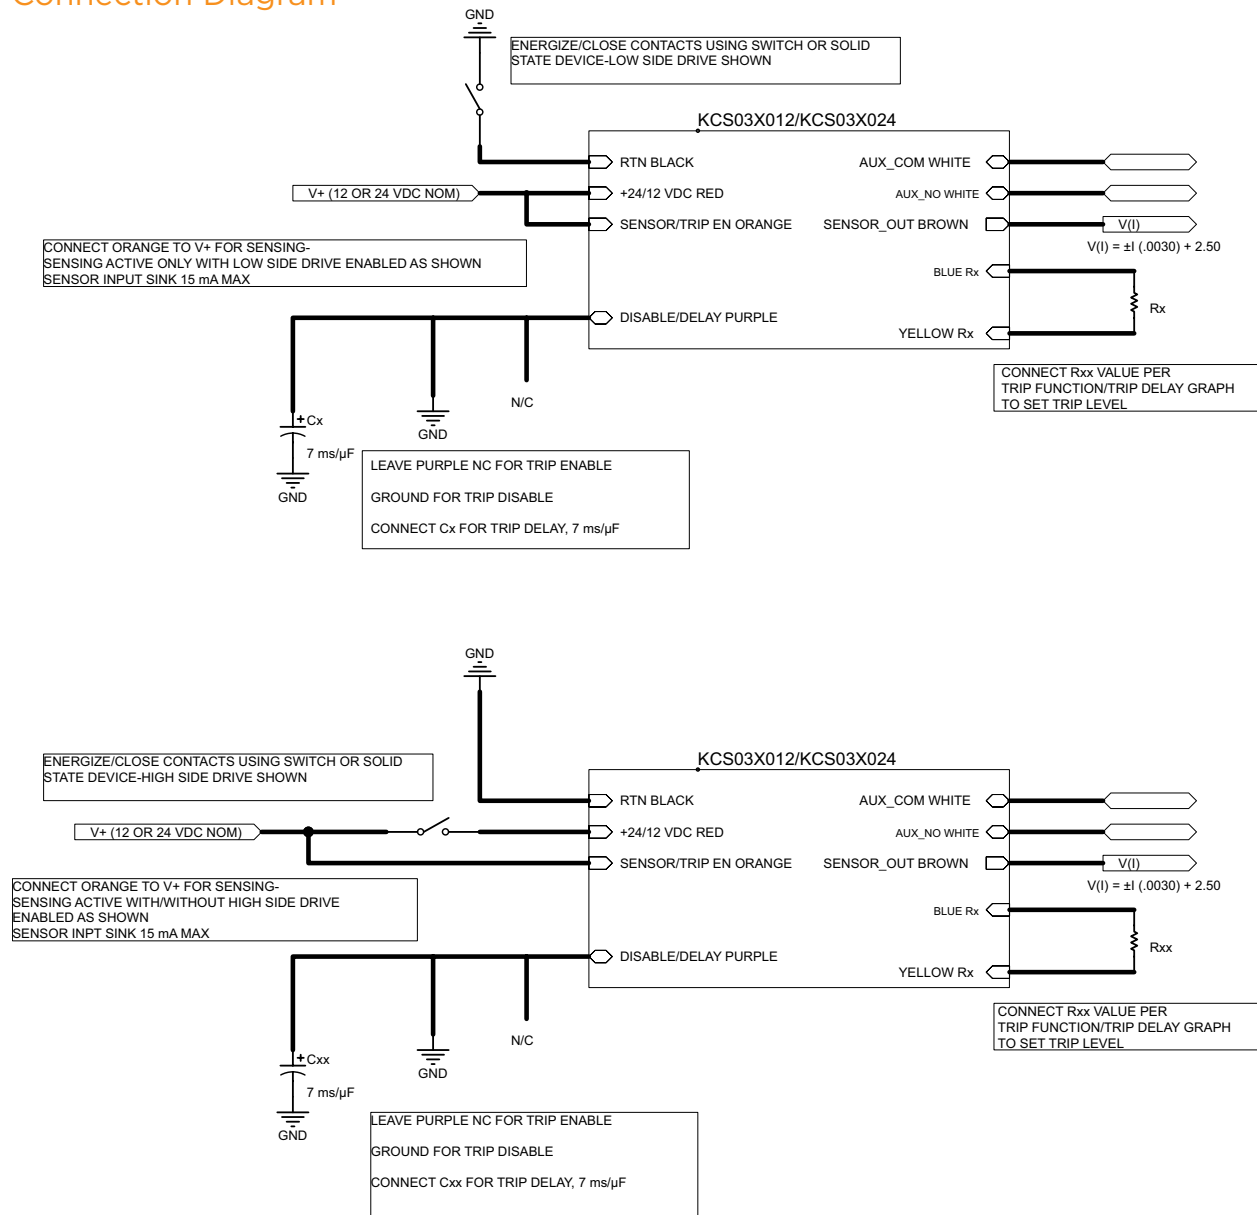 Connection Diagram
GND
ENERGIZE/CLOSE CONTACTS USING SWITCH OR SOLID
STATE DEVICE-LOW SIDE DRIVE SHOWN
KCS03X012/KCS03X024
RTN BLACK
AUX_COM WHITE
V+ (12 OR 24 VDC NOM)
+24/12 VDC RED
AUX_NO WHITE
SENSOR/TRIP EN ORANGE
SENSOR_OUT BROWN
V(I)
V(I) = ±I (.0030) + 2.50
CONNECT ORANGE TO V+ FOR SENSING-
SENSING ACTIVE ONLY WITH LOW SIDE DRIVE ENABLED AS SHOWN
SENSOR INPUT SINK 15 mA MAX
BLUE Rx
Rx
DISABLE/DELAY PURPLE
YELLOW Rx
CONNECT Rxx VALUE PER
TRIP FUNCTION/TRIP DELAY GRAPH
TO SET TRIP LEVEL
N/C
+
Cx
GND
7 ms/µF
GND
LEAVE PURPLE NC FOR TRIP ENABLE
GROUND FOR TRIP DISABLE
CONNECT Cx FOR TRIP DELAY, 7 ms/µF
GND
ENERGIZE/CLOSE CONTACTS USING SWITCH OR SOLID
STATE DEVICE-HIGH SIDE DRIVE SHOWN
KCS03X012/KCS03X024
RTN BLACK
AUX_COM WHITE
V+ (12 OR 24 VDC NOM)
+24/12 VDC RED
AUX_NO WHITE
SENSOR/TRIP EN ORANGE
SENSOR_OUT BROWN
V(I)
V(I) = ±I (.0030) + 2.50
CONNECT ORANGE TO V+ FOR SENSING-
SENSING ACTIVE WITH/WITHOUT HIGH SIDE DRIVE
ENABLED AS SHOWN
SENSOR INPT SINK 15 mA MAX
BLUE Rx
Rxx
DISABLE/DELAY PURPLE
YELLOW Rx
CONNECT Rxx VALUE PER
TRIP FUNCTION/TRIP DELAY GRAPH
TO SET TRIP LEVEL
N/C
+
Cxx
GND
7 ms/µF
GND
LEAVE PURPLE NC FOR TRIP ENABLE
GROUND FOR TRIP DISABLE
CONNECT Cxx FOR TRIP DELAY, 7 ms/µF